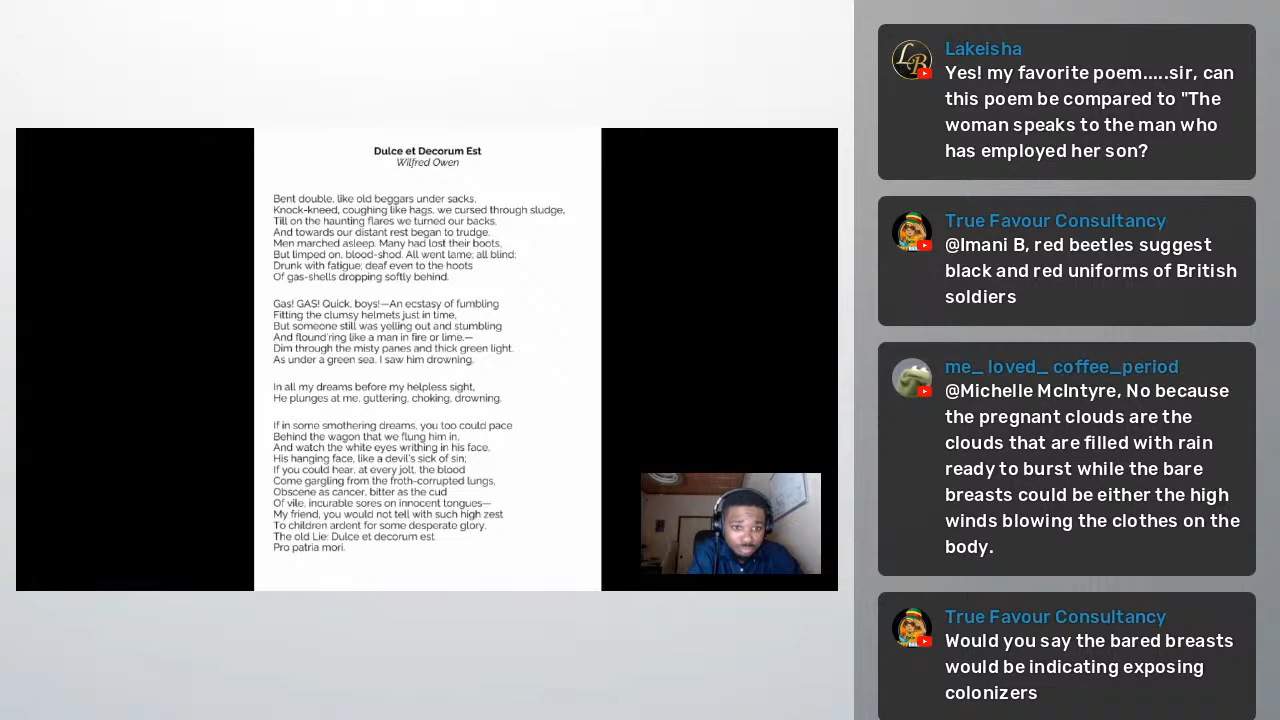 Dulce et Decorum Est
Wilfred Owen
Bent double, like old beggars under sacks,
Knock-kneed, coughing like hags, we cursed through sludge,
Till on the haunting flares we turned our backs,
And towards our distant rest began to trudge.
Men marched asleep. Many had lost their boots,
But limped on, blood-shod. All went lame; all blind;
Drunk with fatigue; deaf even to the hoots
Of gas-shells dropping softly behind.
Gas! GAS! Quick, boys!—An ecstasy of fumbling
Fitting the clumsy helmets just in time,
But someone still was yelling out and stumbling
And flound'ring like a man in fire or lime.—
Dim through the misty panes and thick green light,
As under a green sea, I saw him drowning.
In all my dreams before my helpless sight,
He plunges at me, guttering, choking, drowning.
If in some smothering dreams, you too could pace
Behind the wagon that we flung him in,
And watch the white eyes writhing in his face,
His hanging face, like a devil's sick of sin;
If you could hear, at every jolt, the blood
Come gargling from the froth-corrupted lungs,
Obscene as cancer, bitter as the cud
Of vile, incurable sores on innocent tongues—
My friend, you would not tell with such high zest
To children ardent for some desperate glory,
The old Lie: Dulce et decorum est
Pro patria mori.
LB
Lakeisha
Yes! my favorite poem.....sir, can
this poem be compared to "The
woman speaks to the man who
has employed her son?
True Favour Consultancy
@Imani B, red beetles suggest
black and red uniforms of British
soldiers
me_ loved_ coffee_period
@Michelle McIntyre, No because
the pregnant clouds are the
clouds that are filled with rain
ready to burst while the bare
breasts could be either the high
winds blowing the clothes on the
body.
True Favour Consultancy
Would you say the bared breasts
would be indicating exposing
colonizers